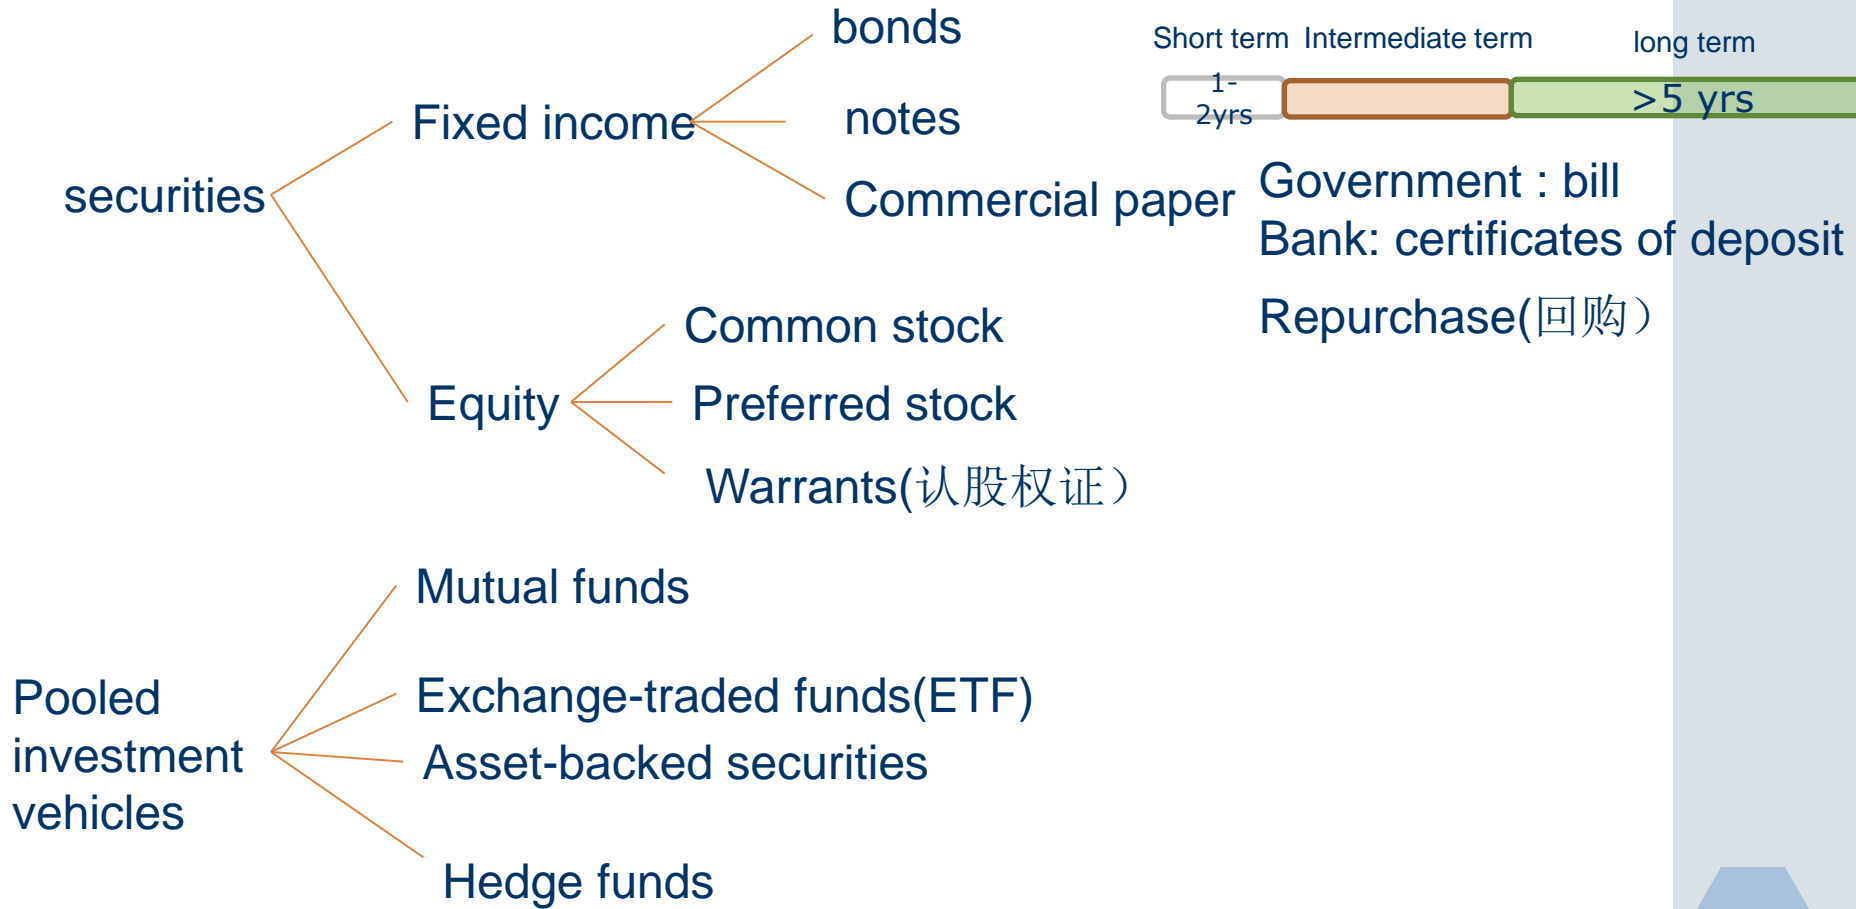 bonds
Short term
Intermediate term
long term
1-
2yrs
>5 yrs
Fixed income
notes
securities
Commercial paper
Government : bill
Bank: certificates of deposit
Repurchase(回购）
Common stock
Equity
Preferred stock
Warrants(认股权证）
Mutual funds
Pooled
investment
vehicles
Exchange-traded funds(ETF)
Asset-backed securities
Hedge funds